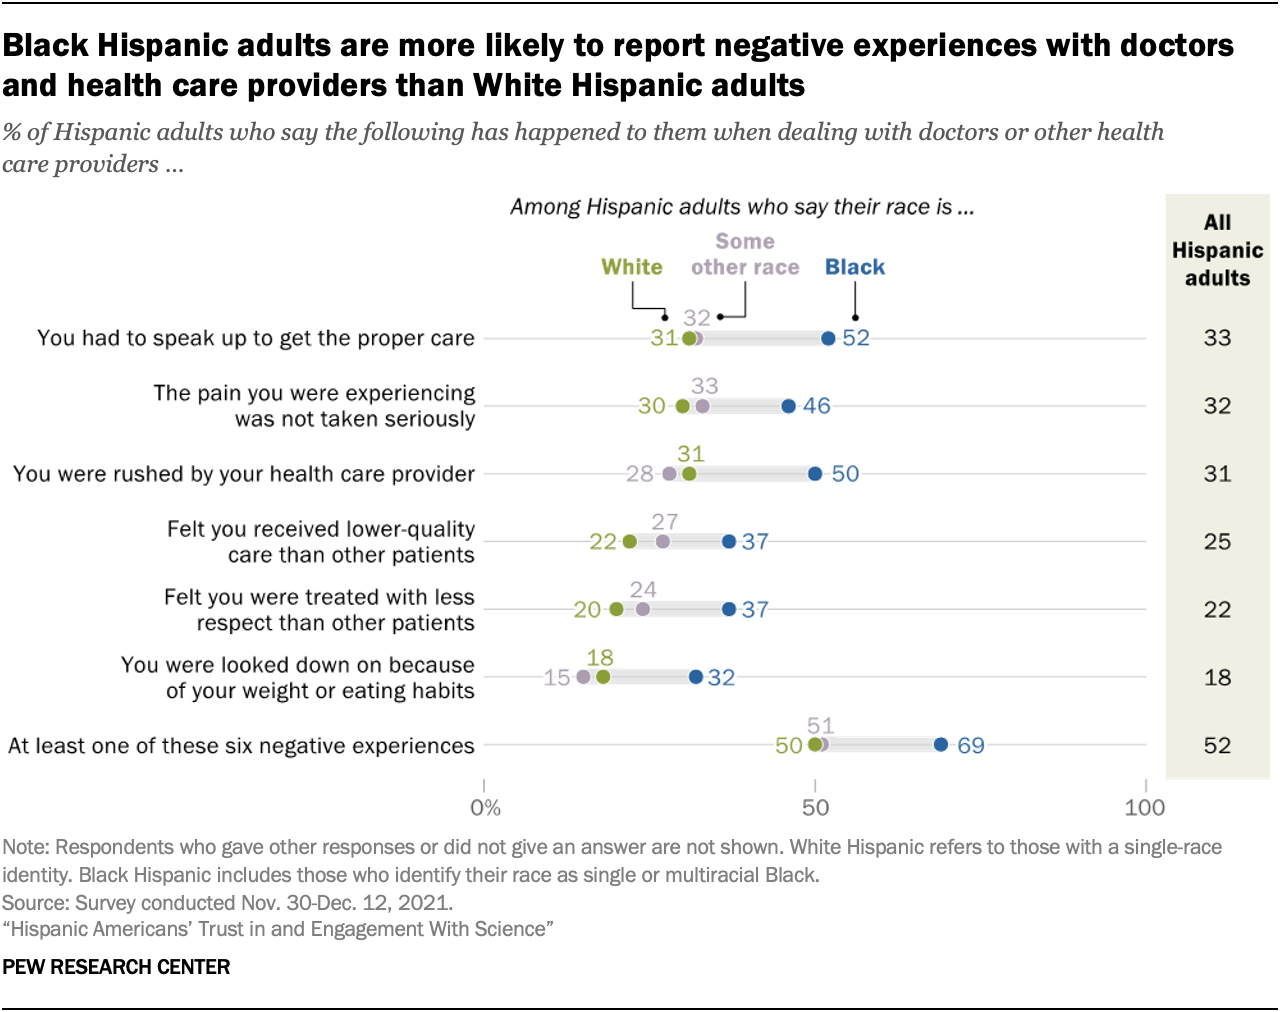 Black Hispanic adults are more likely to report negative experiences with doctors
and health care providers than White Hispanic adults
% of Hispanic adults who say the following has happened to them when dealing with doctors or other health
care providers ...
Among Hispanic adults who say their race is ...
All
Hispanic
adults
White
Some
other race
Black
You had to speak up to get the proper care
31
32
52
33
The pain you were experiencing
was not taken seriously
30
33
46
32
You were rushed by your health care provider
28
31
50
31
Felt you received lower-quality
care than other patients
22
27
37
25
Felt you were treated with less
respect than other patients
20
24
37
22
You were looked down on because
of your weight or eating habits
15
18
32
18
At least one of these six negative experiences
50
51
69
52
0%
50
100
Note: Respondents who gave other responses or did not give an answer are not shown. White Hispanic refers to those with a single-race
identity. Black Hispanic includes those who identify their race as single or multiracial Black.
Source: Survey conducted Nov. 30-Dec. 12, 2021.
“Hispanic Americans’ Trust in and Engagement With Science”
PEW RESEARCH CENTER